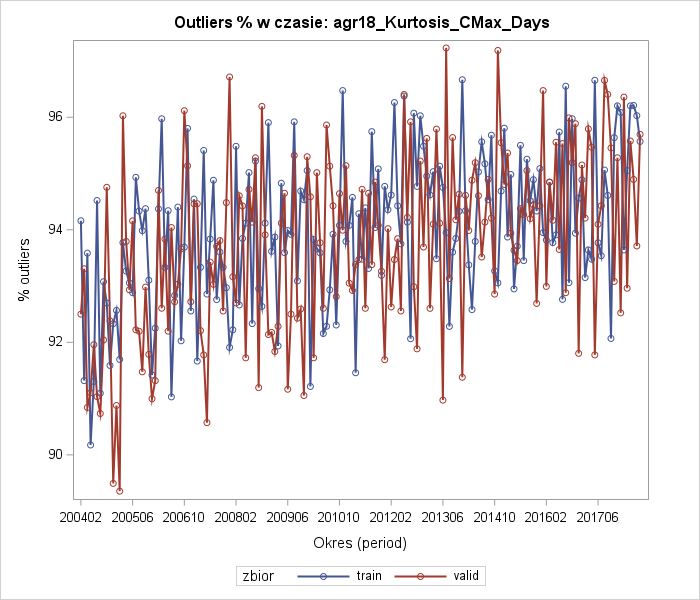 Outliers % w czasie: agr18_Kurtosis_CMax_Days
% outliers
96
94
92
90
200402 200506 200610 200802 200906 201010 201202 201306 201410 201602 201706
Okres (period)
zbior train valid